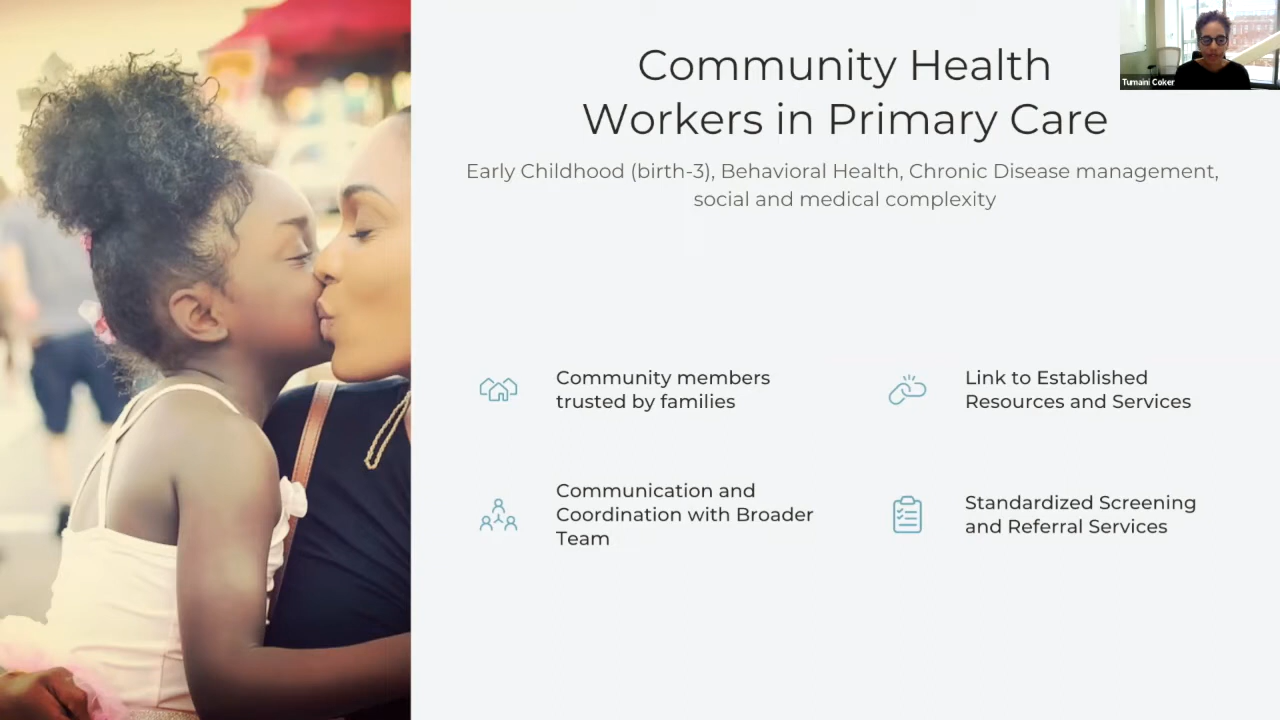 Community Health
Workers in Primary Care
Early Childhood (birth-3), Behavioral Health, Chronic Disease management,
social and medical complexity
Community members
trusted by families
Link to Established
Resources and Services
Communication and
Coordination with Broader
Team
Standardized Screening
and Referral Services
Tumaini Coker